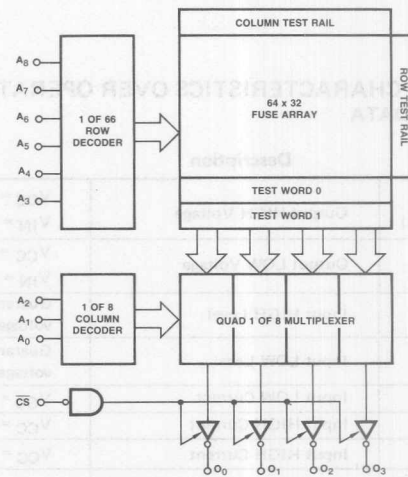 COLUMN TEST RAIL
A8
A7
A6
A5
A4
A3
1 OF 66
ROW
DECODER
64 x 32
FUSE ARRAY
ROW TEST RAIL
TEST WORD 0
TEST WORD 1
A2
A1
A0
1 OF 8
COLUMN
DECODER
QUAD 1 OF 8 MULTIPLEXER
CS
O0
O1
O2
O3